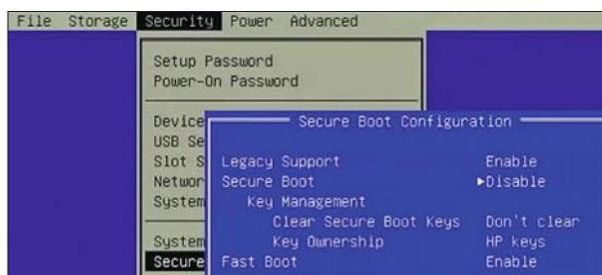 File Storage Security Power Advanced
Setup Password
Power-On Password
Device
USB Se
Slot S
Networ
System
System
Secure
Secure Boot Configuration
Legacy Support Enable
Secure Boot ►Disable
Key Management
Clear Secure Boot Keys Don't clear
Key Ownership HP keys
Fast Boot Enable